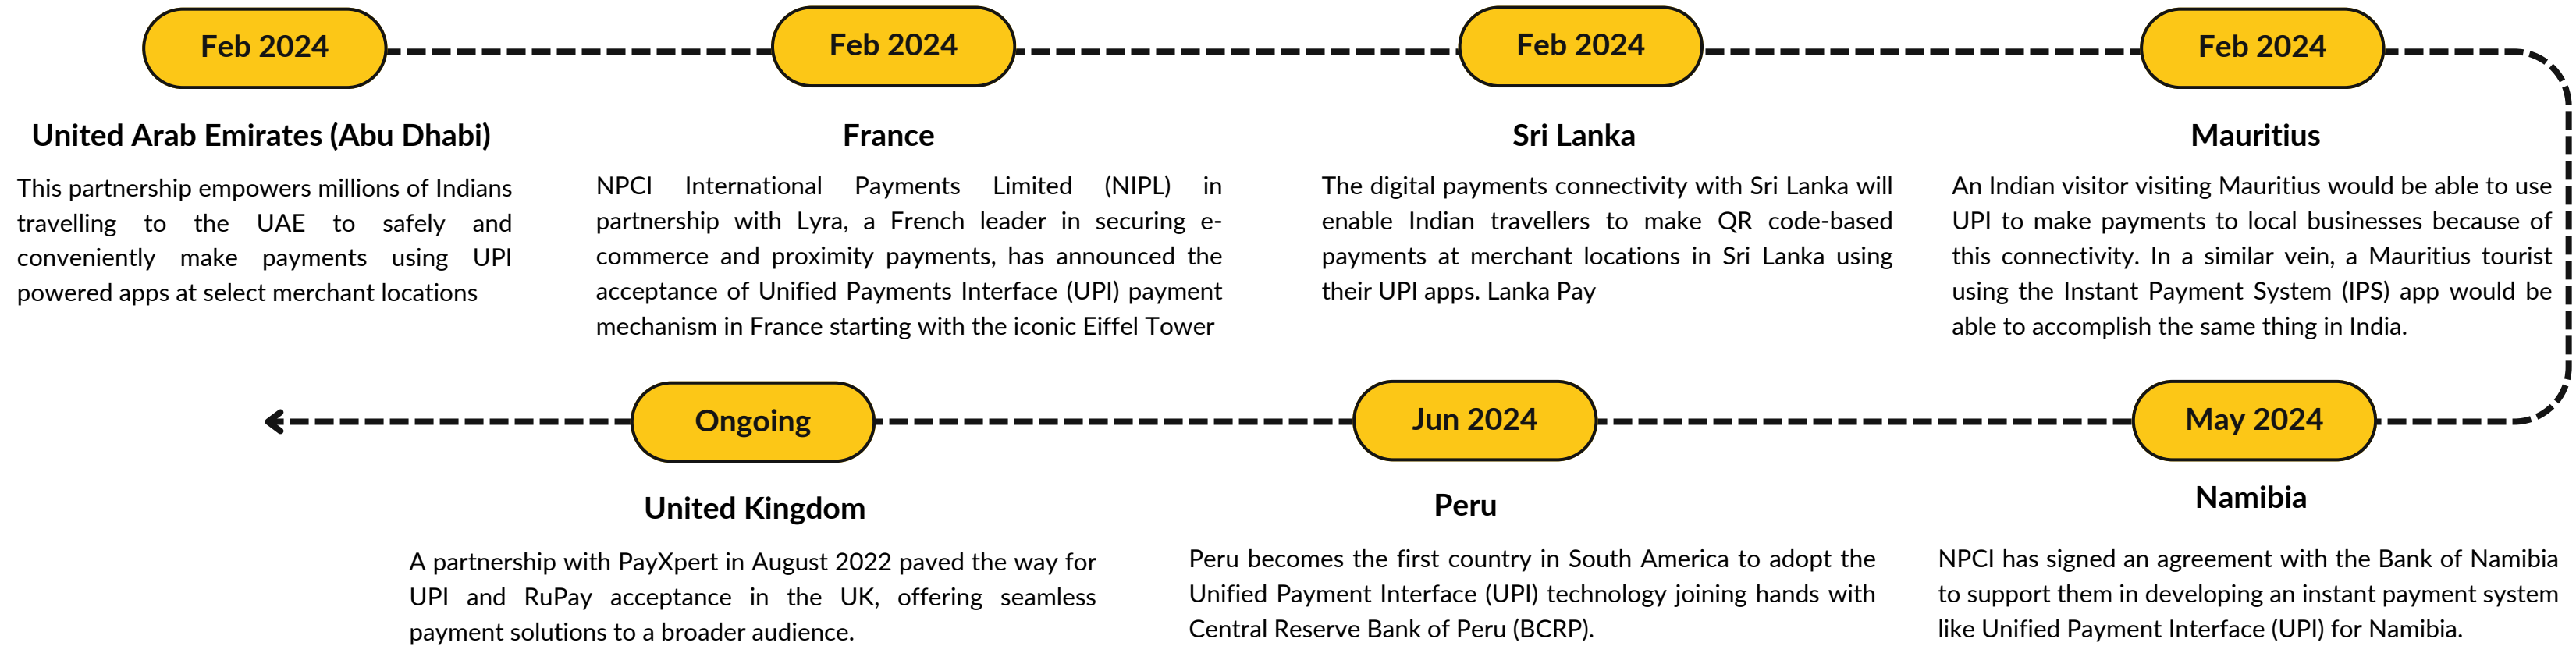 Feb 2024
United Arab Emirates (Abu Dhabi)
This partnership empowers millions of Indians
travelling to the UAE to safely and
conveniently make payments using UPI
powered apps at select merchant locations
Feb 2024
France
NPCI International Payments Limited (NIPL) in
partnership with Lyra, a French leader in securing e-
commerce and proximity payments, has announced the
acceptance of Unified Payments Interface (UPI) payment
mechanism in France starting with the iconic Eiffel Tower
Feb 2024
Sri Lanka
The digital payments connectivity with Sri Lanka will
enable Indian travellers to make QR code-based
payments at merchant locations in Sri Lanka using
their UPI apps. Lanka Pay
Feb 2024
Mauritius
An Indian visitor visiting Mauritius would be able to use
UPI to make payments to local businesses because of
this connectivity. In a similar vein, a Mauritius tourist
using the Instant Payment System (IPS) app would be
able to accomplish the same thing in India.
May 2024
Namibia
NPCI has signed an agreement with the Bank of Namibia
to support them in developing an instant payment system
like Unified Payment Interface (UPI) for Namibia.
Jun 2024
Peru
Peru becomes the first country in South America to adopt the
Unified Payment Interface (UPI) technology joining hands with
Central Reserve Bank of Peru (BCRP).
Ongoing
United Kingdom
A partnership with PayXpert in August 2022 paved the way for
UPI and RuPay acceptance in the UK, offering seamless
payment solutions to a broader audience.